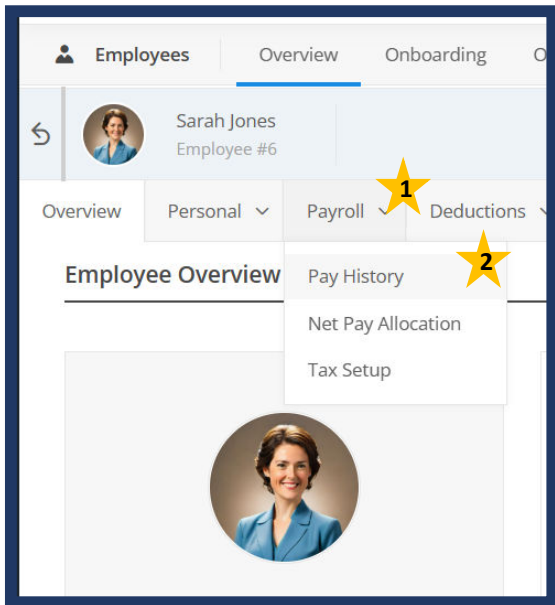 Employees Overview Onboarding O
Sarah Jones
Employee #6
1
Overview Personal Payroll Deductions
2
Employee Overview Pay History
Net Pay Allocation
Tax Setup